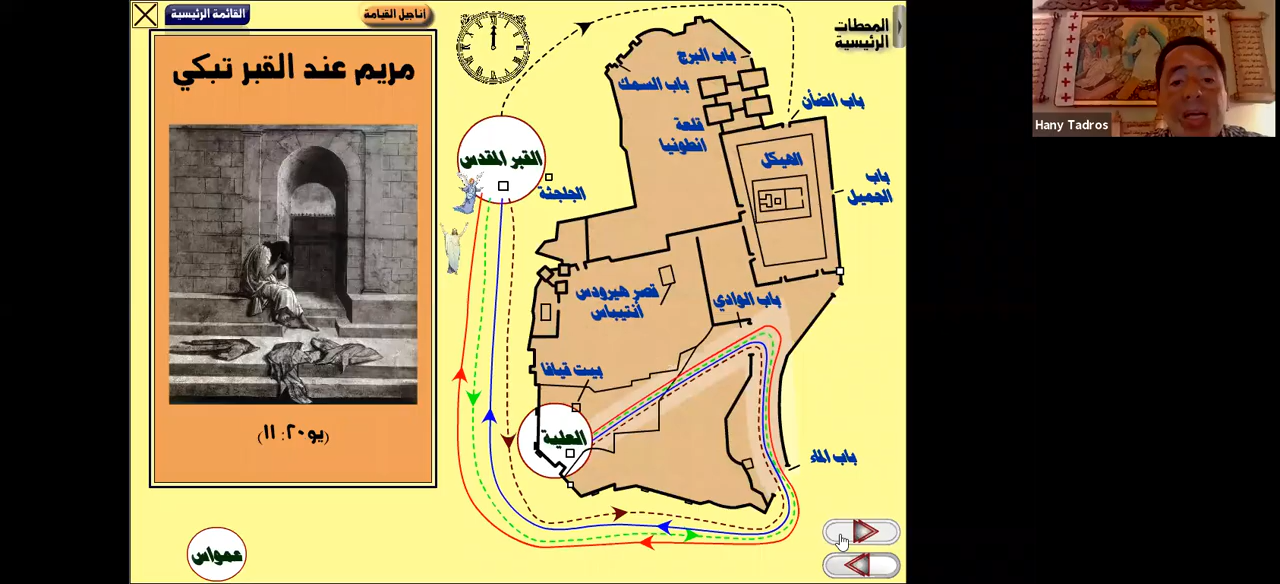 القائمة الرئيسية
أناجيل القيامة
مريم عند القبر تبكي
(يو٢٠: ١١)
المحطات
الرئيسية
باب البرج
باب السمك
باب الضأن
قلعة
انطونيا
القبر المقدس
الهيكل
باب
الجميل
الجلجثة
قصر هيرودس
أنتيباس
باب الوادي
بيت قيافا
العلية
باب الماء
عمواس
Hany Tadros